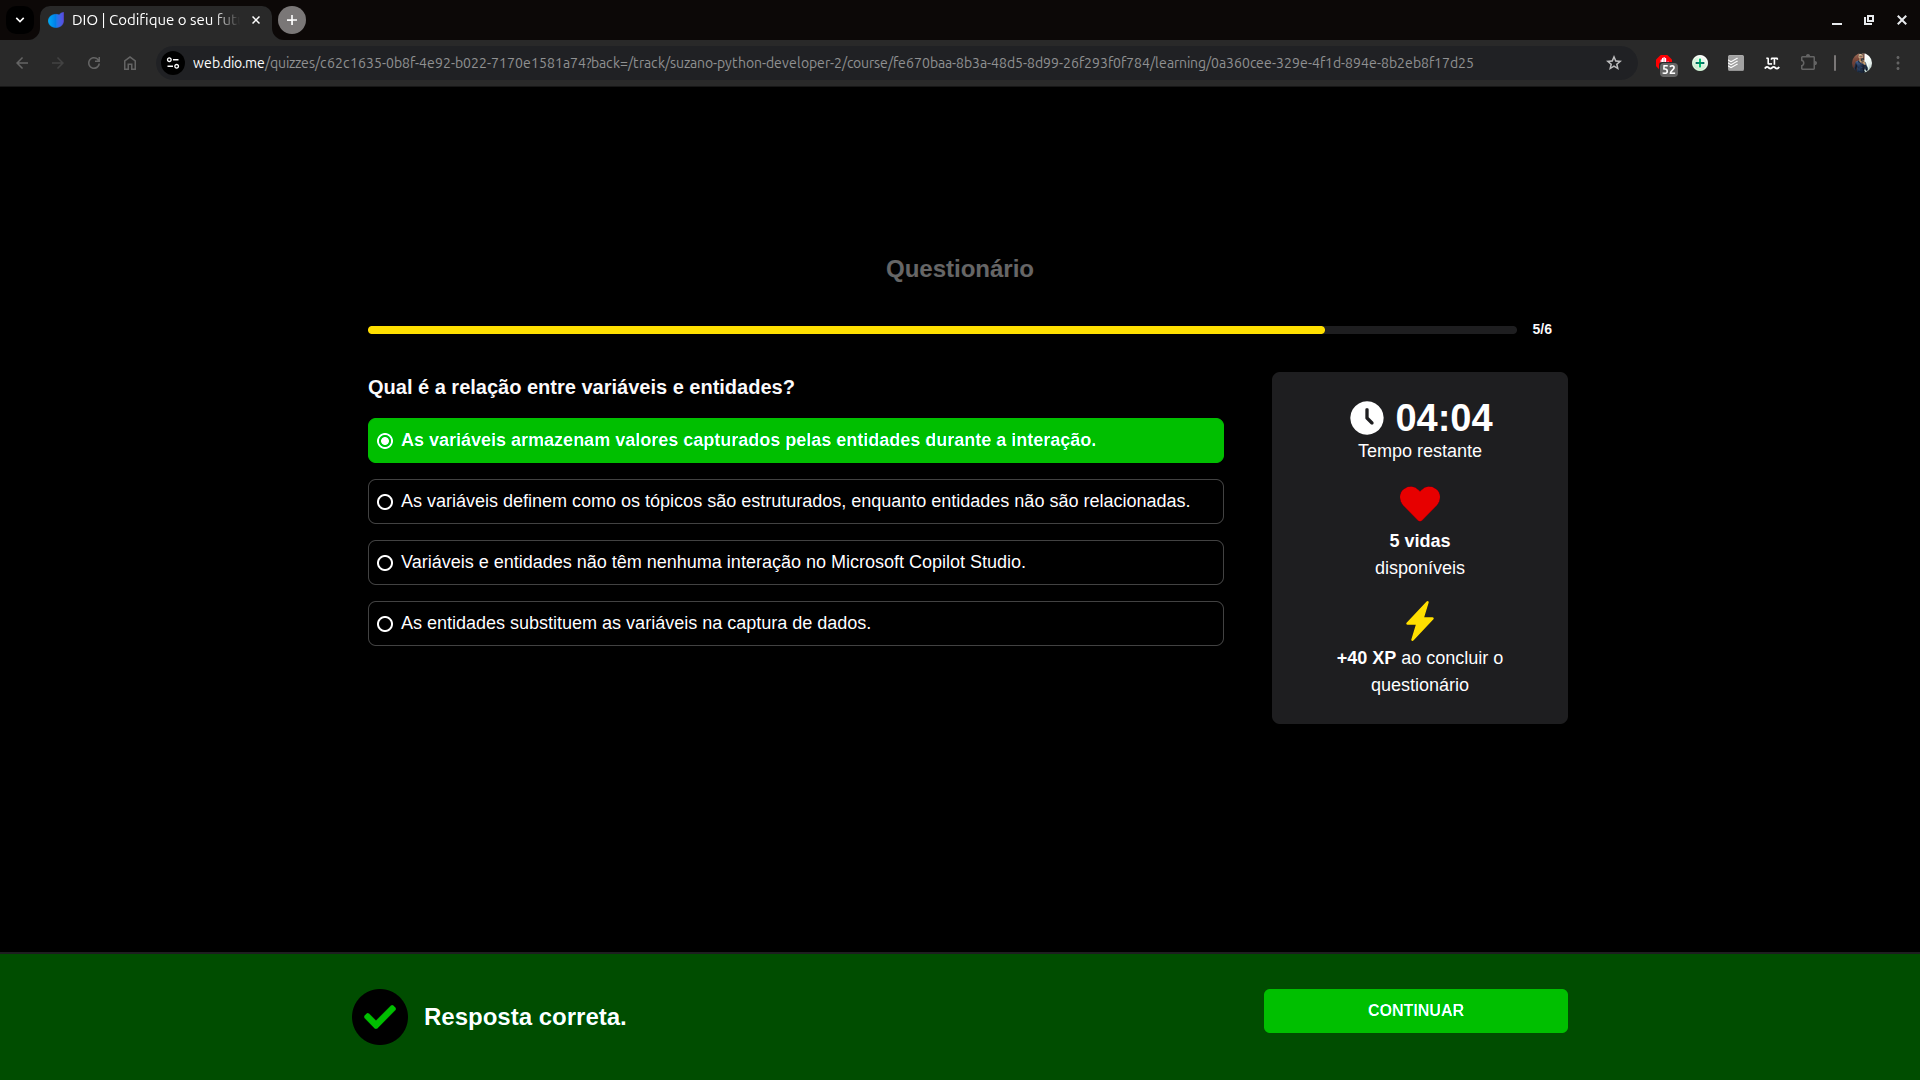 DIO | Codifique o seu fut
web.dio.me/quizzes/c62c1635-0b8f-4e92-b022-7170e1581a74?back=/track/suzano-python-developer-2/course/fe670baa-8b3a-48d5-8d99-26f293f0f784/learning/0a360cee-329e-4f1d-894e-8b2eb8f17d25
52
LT
Questionário
5/6
Qual é a relação entre variáveis e entidades?
As variáveis armazenam valores capturados pelas entidades durante a interação.
As variáveis definem como os tópicos são estruturados, enquanto entidades não são relacionadas.
Variáveis e entidades não têm nenhuma interação no Microsoft Copilot Studio.
As entidades substituem as variáveis na captura de dados.
04:04
Tempo restante
5 vidas
disponíveis
+40 XP ao concluir o
questionário
Resposta correta.
CONTINUAR